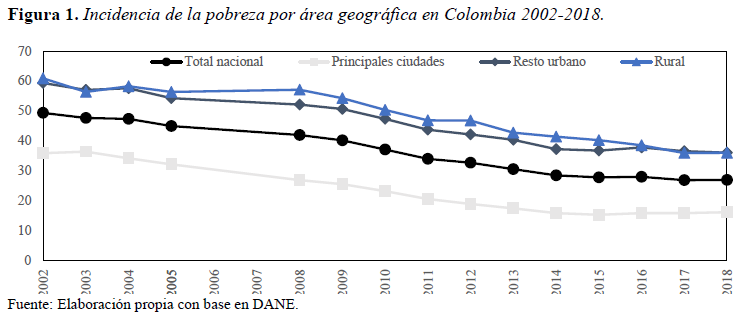 Figura 1. Incidencia de la pobreza por área geográfica en Colombia 2002-2018.
70
Total nacional Principales ciudades Resto urbano Rural
60
50
40
30
20
10
0
2002 2003 2004 2005 2006 2007 2008 2009 2010 2011 2012 2013 2014 2015 2016 2017 2018
Fuente: Elaboración propia con base en DANE.